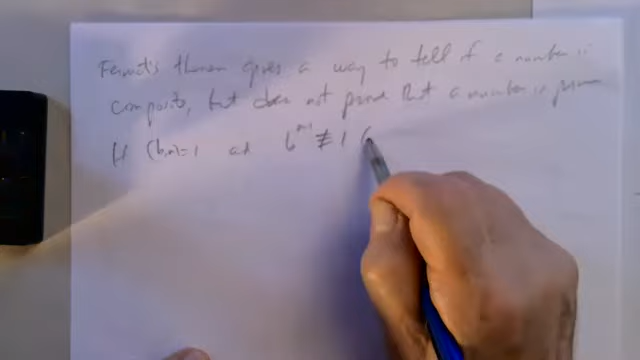 Fermat's theorem gives a way to tell if a number is
composite, but does not prove that a number is prime
If (b,n)=1 and b^{n-1} ≢ 1 (